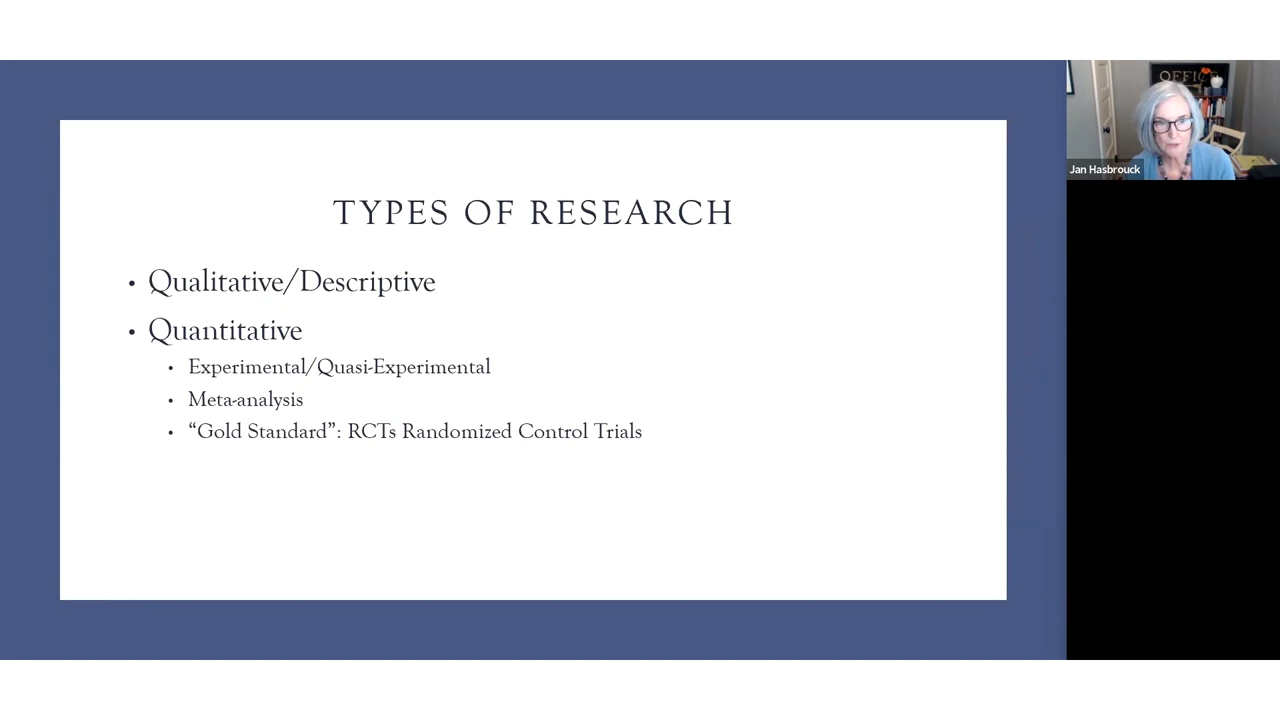 TYPES OF RESEARCH
• Qualitative/Descriptive
• Quantitative
• Experimental/Quasi-Experimental
• Meta-analysis
• “Gold Standard”: RCTs Randomized Control Trials
OFFICE
Jan Hasbrouck